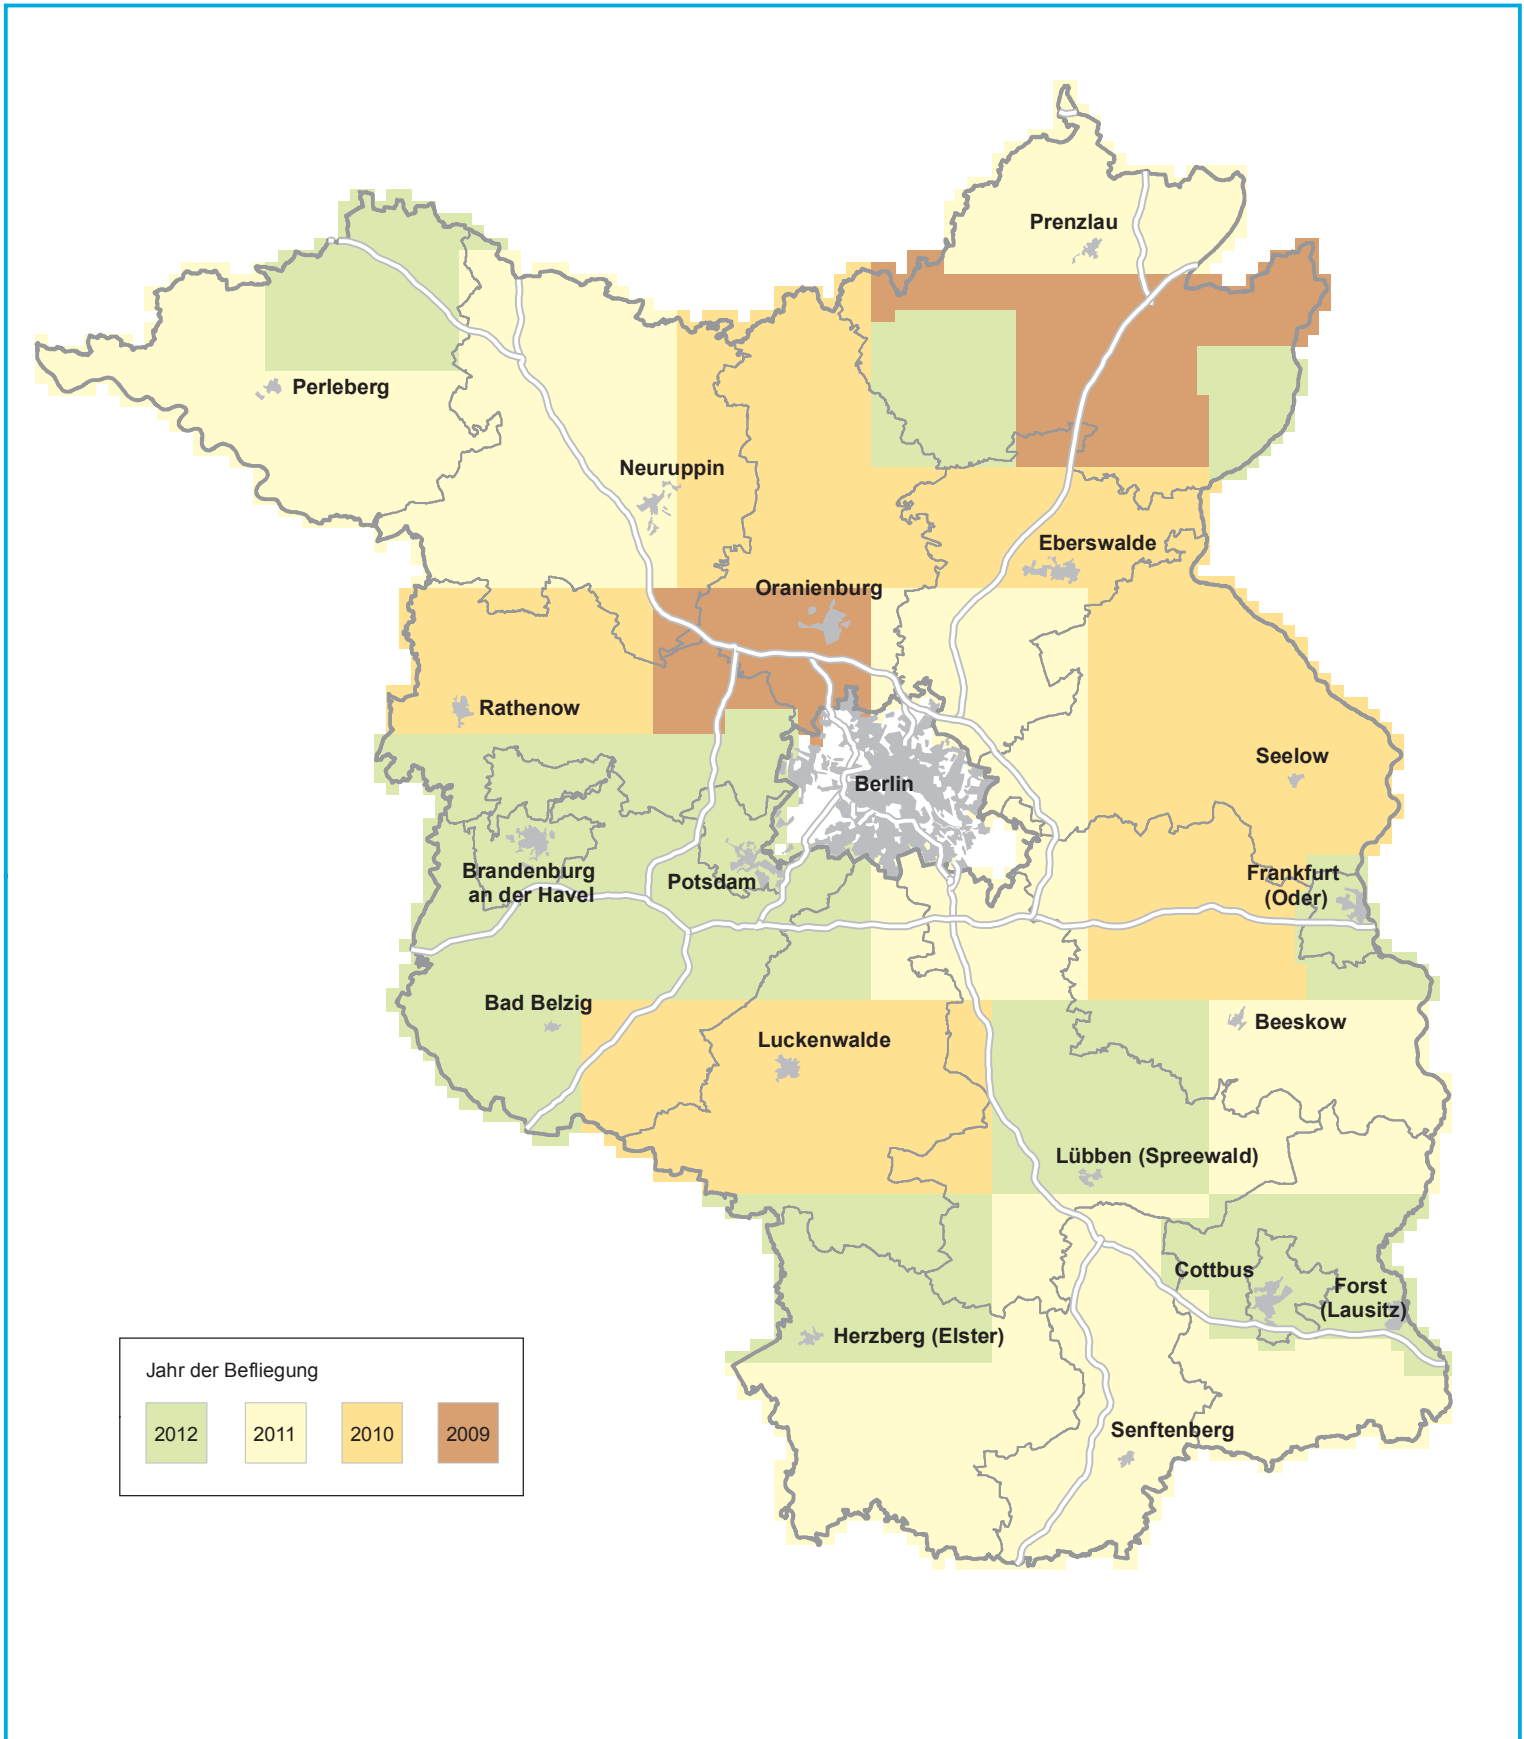 Prenzlau
Perleberg
Neuruppin
Eberswalde
Oranienburg
Rathenow
Seelow
Berlin
Brandenburg
an der Havel
Potsdam
Frankfurt
(Oder)
Bad Belzig
Luckenwalde
Beeskow
Lübben (Spreewald)
Cottbus
Forst
(Lausitz)
Herzberg (Elster)
Senftenberg
Jahr der Befliegung
2012 2011 2010 2009